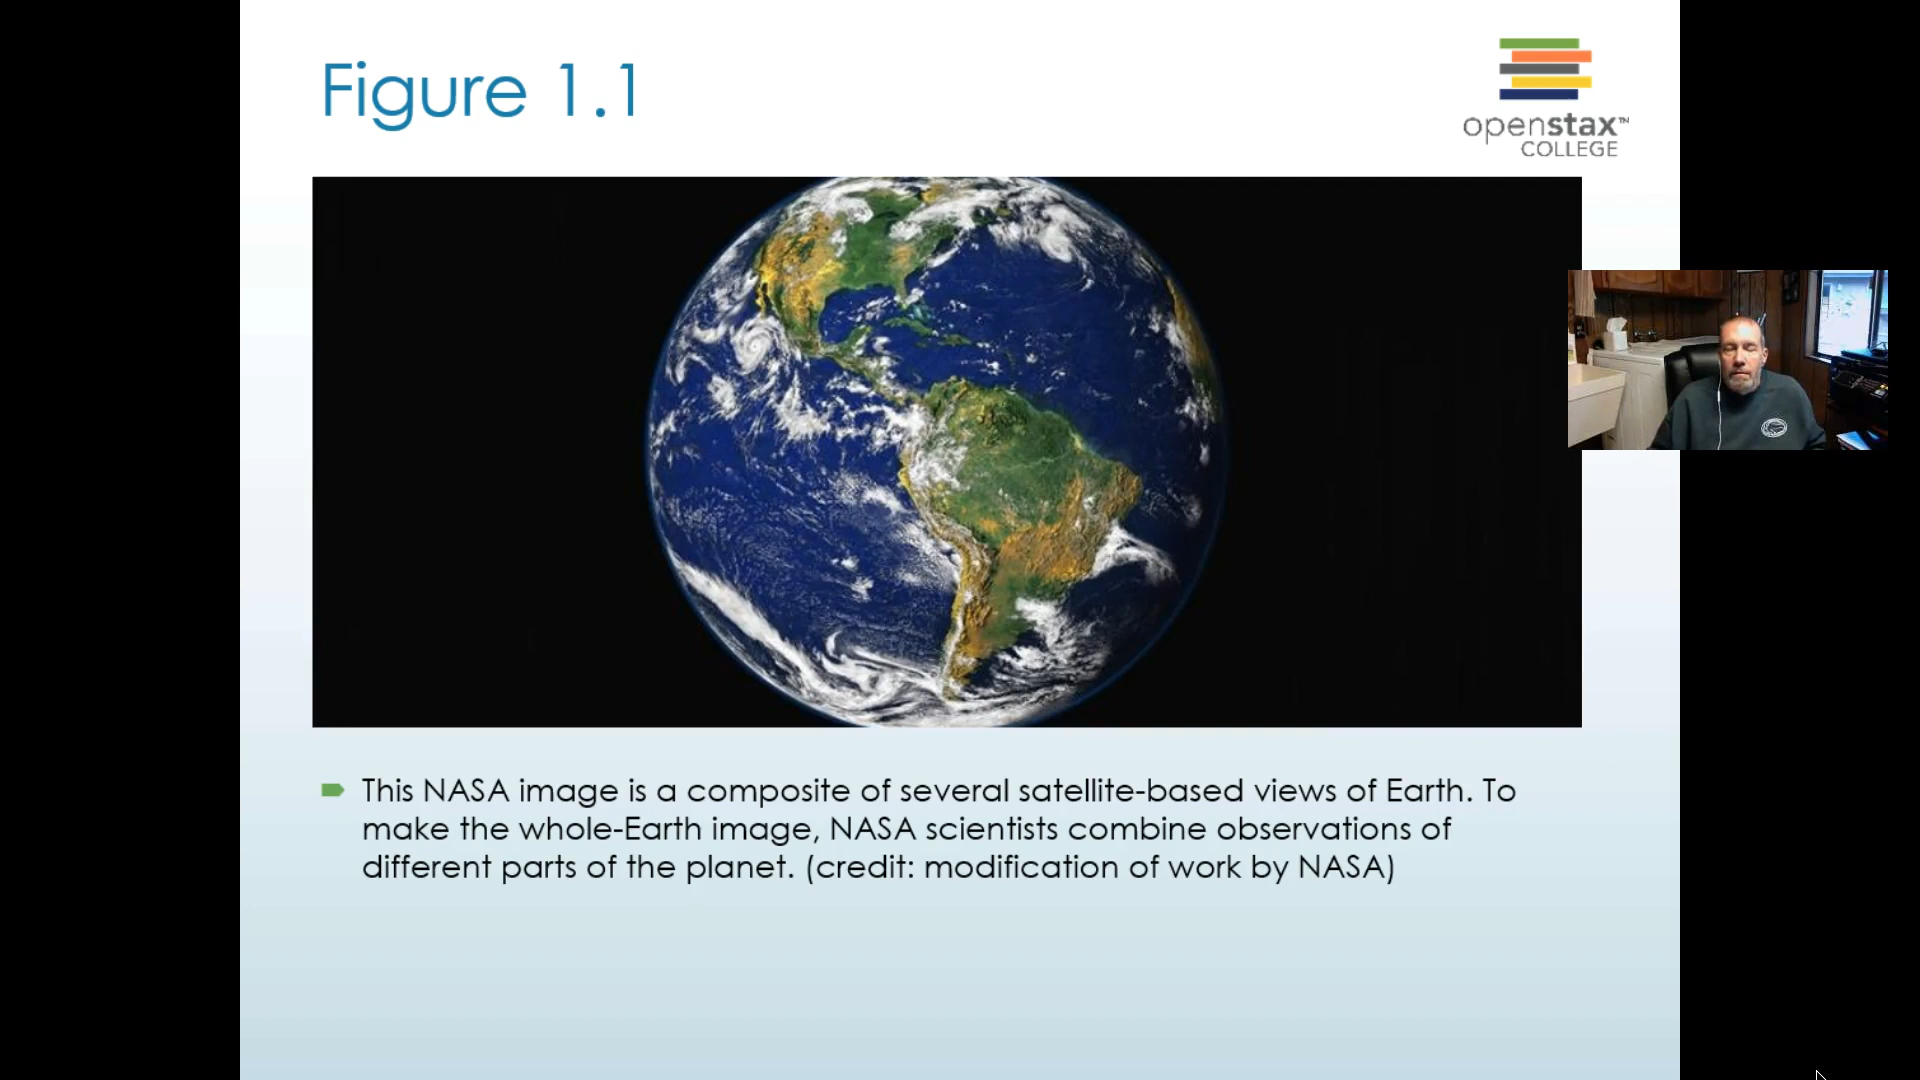 Figure 1.1
openstax™
COLLEGE
This NASA image is a composite of several satellite-based views of Earth. To
make the whole-Earth image, NASA scientists combine observations of
different parts of the planet. (credit: modification of work by NASA)